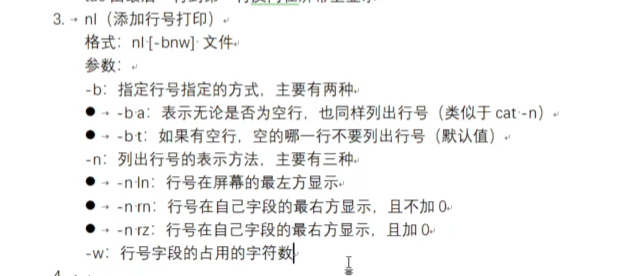 3. nl（添加行号打印）
格式：nl [-bnw] 文件
参数：
-b：指定行号指定的方式，主要有两种
● -b a：表示无论是否为空行，也同样列出行号（类似于 cat -n）
● -b t：如果有空行，空的哪一行不要列出行号（默认值）
-n：列出行号的表示方法，主要有三种
● -n ln：行号在屏幕的最左方显示
● -n rn：行号在自己字段的最右方显示，且不加 0
● -n rz：行号在自己字段的最右方显示，且加 0
-w：行号字段的占用的字符数